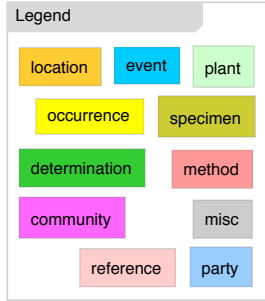 Legend
location
event
plant
occurrence
specimen
determination
method
community
misc
reference
party